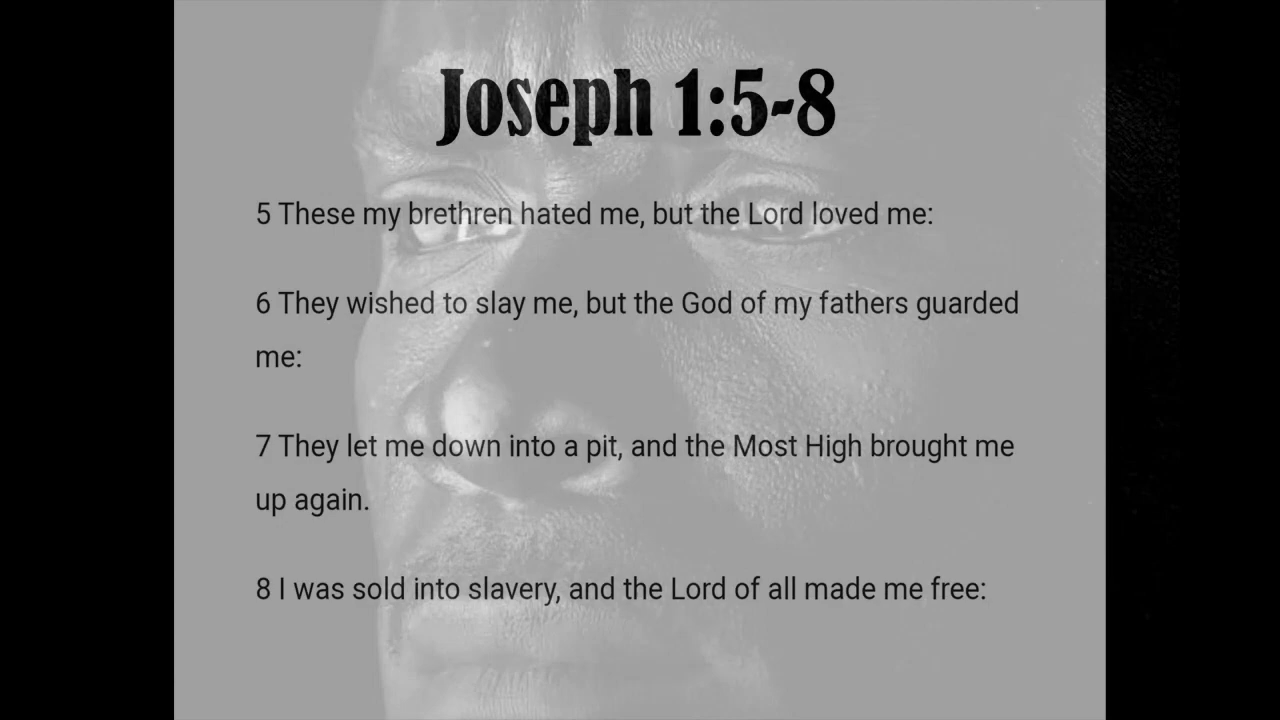 Joseph 1:5-8
5 These my brethren hated me, but the Lord loved me:
6 They wished to slay me, but the God of my fathers guarded
me:
7 They let me down into a pit, and the Most High brought me
up again.
8 I was sold into slavery, and the Lord of all made me free: